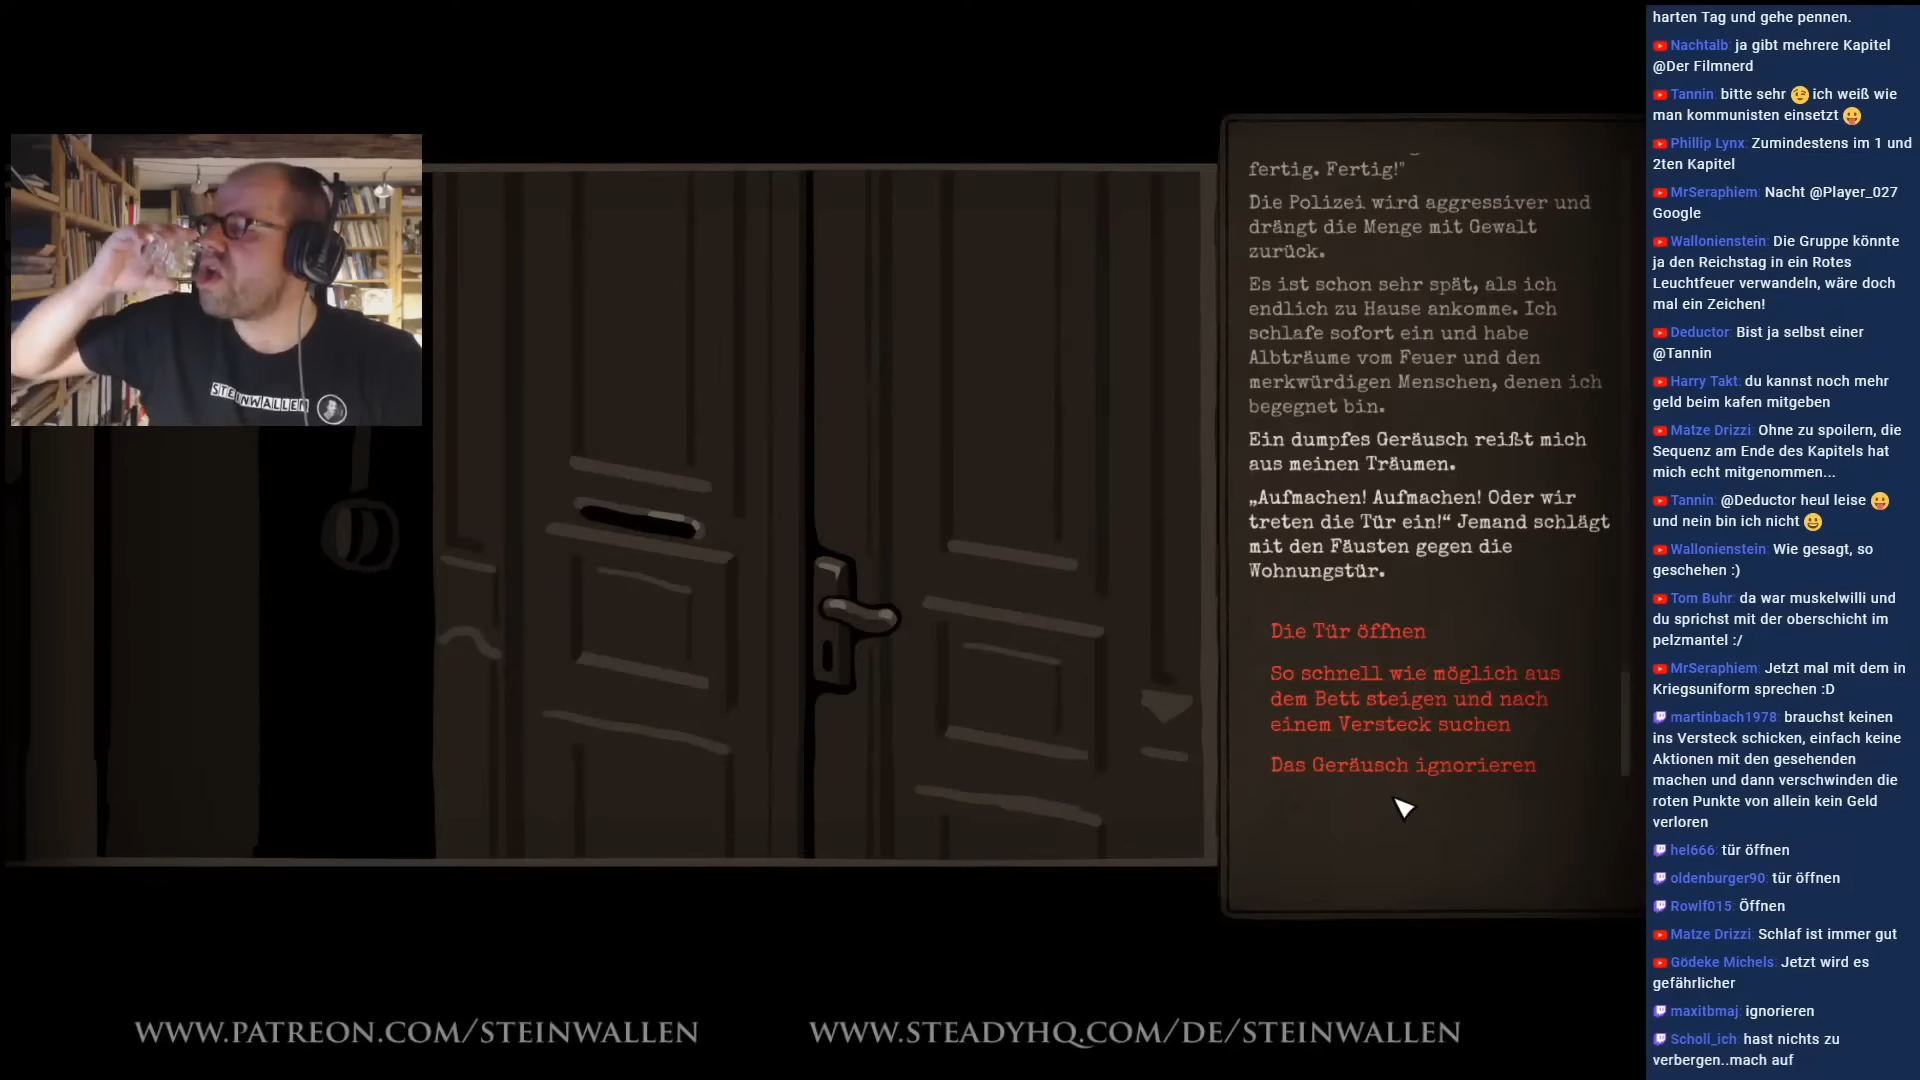 STEINWALLEN
fertig. Fertig!"
Die Polizei wird aggressiver und
drängt die Menge mit Gewalt
zurück.
Es ist schon sehr spät, als ich
endlich zu Hause ankomme. Ich
schlafe sofort ein und habe
Albträume vom Feuer und den
merkwürdigen Menschen, denen ich
begegnet bin.
Ein dumpfes Geräusch reißt mich
aus meinen Träumen.
„Aufmachen! Aufmachen! Oder wir
treten die Tür ein!“ Jemand schlägt
mit den Fäusten gegen die
Wohnungstür.
Die Tür öffnen
So schnell wie möglich aus
dem Bett steigen und nach
einem Versteck suchen
Das Geräusch ignorieren
WWW.PATREON.COM/STEINWALLEN
WWW.STEADYHQ.COM/DE/STEINWALLEN
harten Tag und gehe pennen.
Nachtalb: ja gibt mehrere Kapitel
@Der Filmnerd
Tannin: bitte sehr 😉 ich weiß wie
man kommunisten einsetzt 😛
Phillip Lynx: Zumindestens im 1 und
2ten Kapitel
MrSeraphiem: Nacht @Player_027
Google
Wallonienstein: Die Gruppe könnte
ja den Reichstag in ein Rotes
Leuchtfeuer verwandeln, wäre doch
mal ein Zeichen!
Deductor: Bist ja selbst einer
@Tannin
Harry Takt: du kannst noch mehr
geld beim kafen mitgeben
Matze Drizzi: Ohne zu spoilern, die
Sequenz am Ende des Kapitels hat
mich echt mitgenommen...
Tannin: @Deductor heul leise 😛
und nein bin ich nicht 😀
Wallonienstein: Wie gesagt, so
geschehen :)
Tom Buhr: da war muskelwilli und
du sprichst mit der oberschicht im
pelzmantel :/
MrSeraphiem: Jetzt mal mit dem in
Kriegsuniform sprechen :D
martinbach1978: brauchst keinen
ins Versteck schicken, einfach keine
Aktionen mit den gesehenden
machen und dann verschwinden die
roten Punkte von allein kein Geld
verloren
hel666: tür öffnen
oldenburger90: tür öffnen
Rowlf015: Öffnen
Matze Drizzi: Schlaf ist immer gut
Gödeke Michels: Jetzt wird es
gefährlicher
maxitbmaj: ignorieren
Scholl_ich: hast nichts zu
verbergen..mach auf